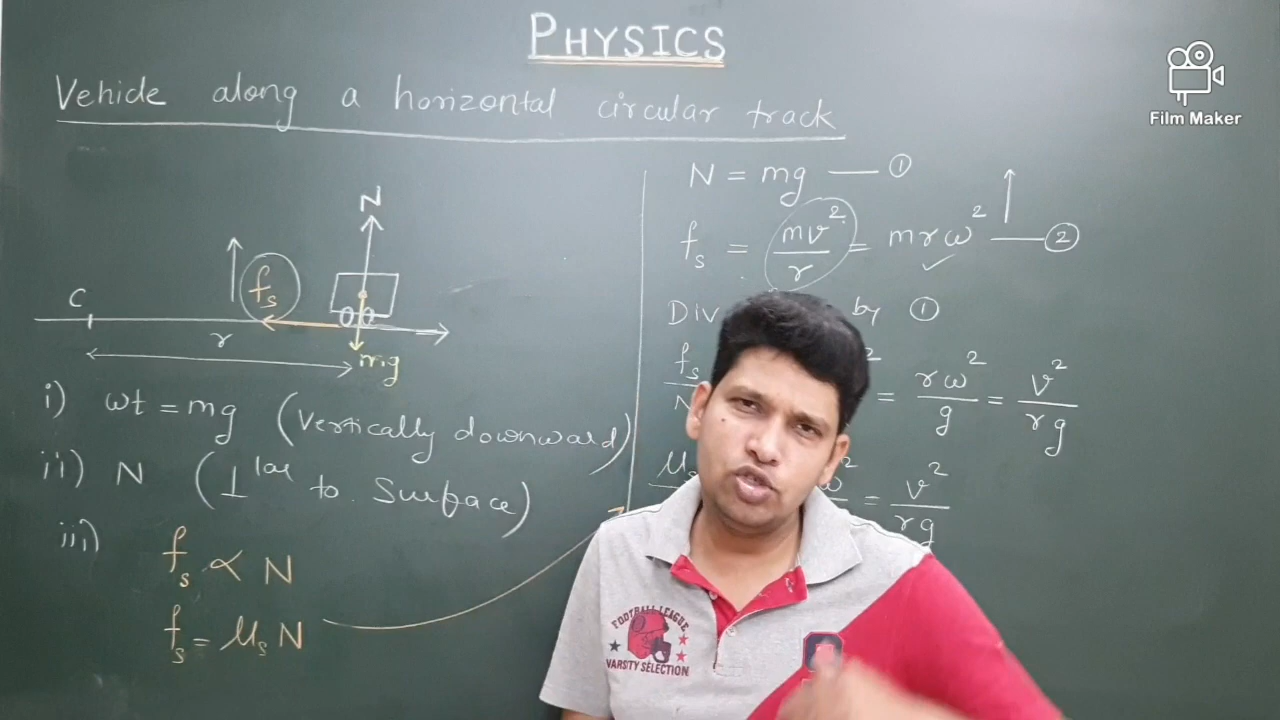 PHYSICS
Vehicle along a horizontal circular track
Film Maker
N
C
fs
r
mg
i) wt = mg (Vertically downward)
ii) N (⊥lar to Surface)
iii) fs ∝ N
fs = μs N
N = mg — ①
fs = mv²/r = mrω² — ②
by ①
rω²/g = v²/rg
= v²/rg
FOOTBALL LEAGUE
VARSITY SELECTION